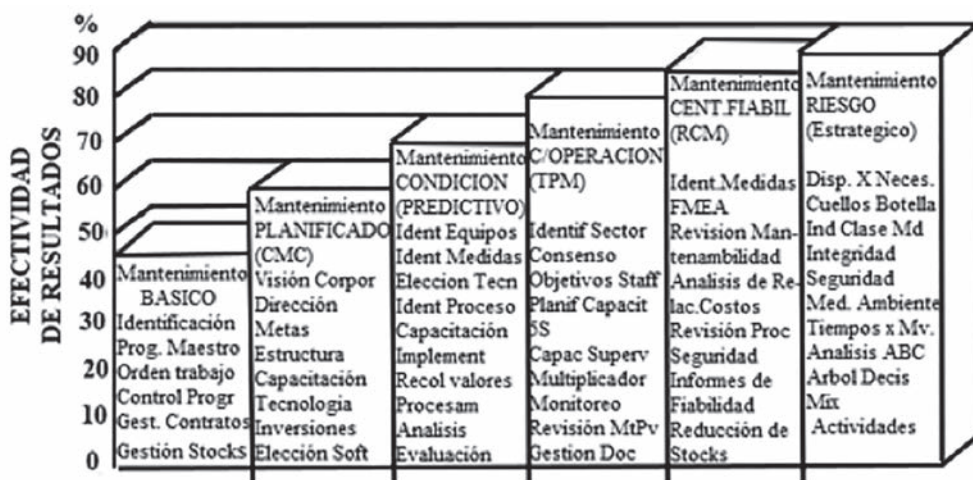 %
90
80
70
60
50
40
30
20
10
0
EFECTIVIDAD
DE RESULTADOS
Mantenimiento
BASICO
Identificación
Prog. Maestro
Orden trabajo
Control Progr
Gest. Contratos
Gestión Stocks
Mantenimiento
PLANIFICADO
(CMC)
Visión Corpor
Dirección
Metas
Estructura
Capacitación
Tecnologia
Inversiones
Elección Soft
Mantenimiento
CONDICION
(PREDICTIVO)
Ident Equipos
Ident Medidas
Eleccion Tecn
Ident Proceso
Capacitación
Implement
Recol valores
Procesam
Analisis
Evaluación
Mantenimiento
C/OPERACION
(TPM)
Identif Sector
Consenso
Objetivos Staff
Planif Capacit
5S
Capac Superv
Multiplicador
Monitoreo
Revisión MtPv
Gestion Doc
Mantenimiento
CENT.FIABIL
(RCM)
Ident.Medidas
FMEA
Revision Man-
tenambilidad
Analisis de Re-
lac.Costos
Revisión Proc
Seguridad
Informes de
Fiabilidad
Reducción de
Stocks
Mantenimiento
RIESGO
(Estrategico)
Disp. X Neces.
Cuellos Botella
Ind Clase Md
Integridad
Seguridad
Med. Ambiente
Tiempos x Mv.
Analisis ABC
Arbol Decis
Mix
Actividades